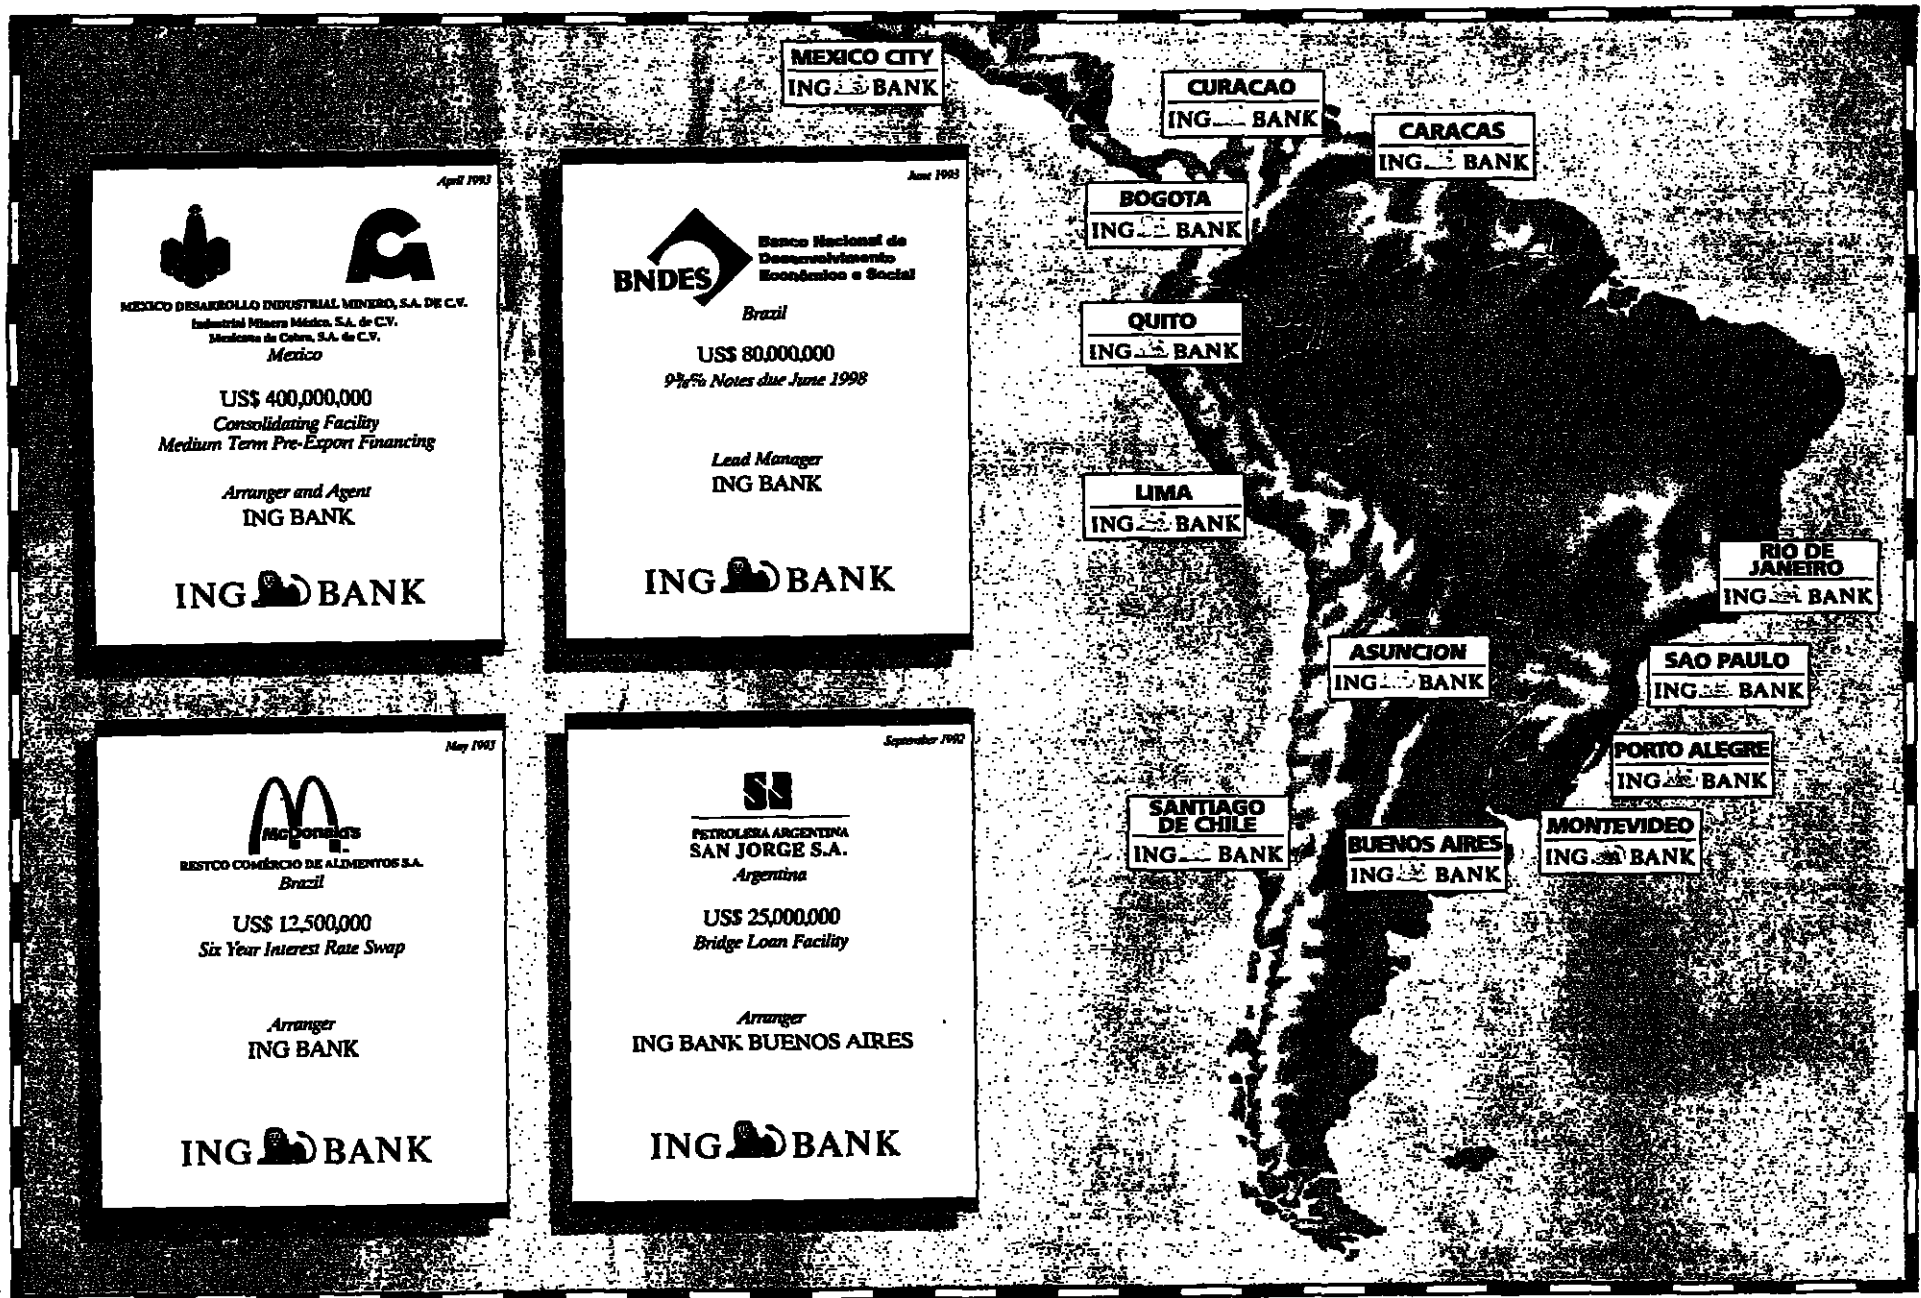 April 1993
MEXICO DESARROLLO INDUSTRIAL MINERO, S.A. DE C.V.
Industrial Minera México, S.A. de C.V.
Mexicana de Cobre, S.A. de C.V.
Mexico
US$ 400,000,000
Consolidating Facility
Medium Term Pre-Export Financing
Arranger and Agent
ING BANK
ING BANK
June 1993
BNDES
Banco Nacional de
Desenvolvimento
Econômico e Social
Brazil
US$ 80,000,000
Notes due June 1998
Lead Manager
ING BANK
ING BANK
May 1993
McDonald's
RESTCO COMÉRCIO DE ALIMENTOS S.A.
Brazil
US$ 12,500,000
Six Year Interest Rate Swap
Arranger
ING BANK
ING BANK
September 1992
SJ
PETROLERA ARGENTINA
SAN JORGE S.A.
Argentina
US$ 25,000,000
Bridge Loan Facility
Arranger
ING BANK BUENOS AIRES
ING BANK
MEXICO CITY
ING BANK
CURACAO
ING BANK
CARACAS
ING BANK
BOGOTA
ING BANK
QUITO
ING BANK
LIMA
ING BANK
RIO DE
JANEIRO
ING BANK
ASUNCION
ING BANK
SAO PAULO
ING BANK
PORTO ALEGRE
ING BANK
SANTIAGO
DE CHILE
ING BANK
BUENOS AIRES
ING BANK
MONTEVIDEO
ING BANK